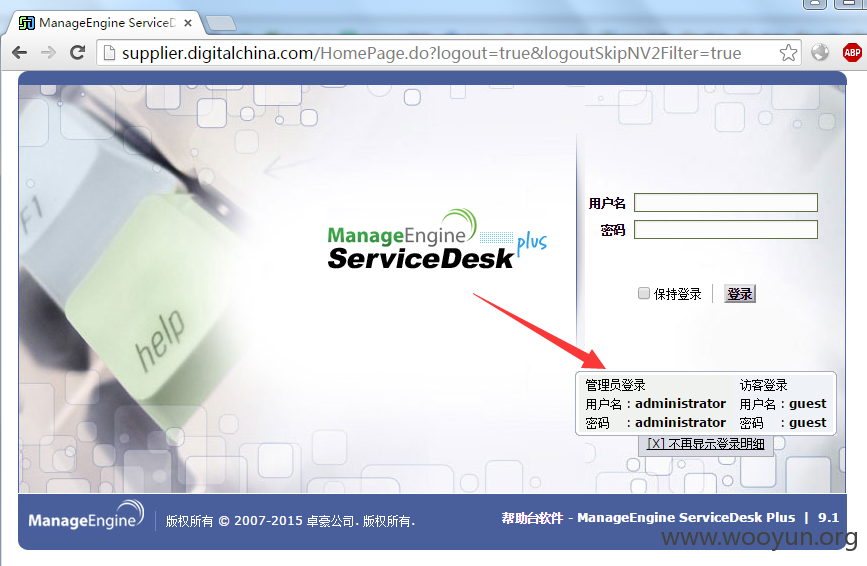 ManageEngine ServiceD
supplier.digitalchina.com/HomePage.do?logout=true&logoutSkipNV2Filter=true
ABP
F1
help
ManageEngine
ServiceDesk plus
用户名
密码
保持登录 登录
管理员登录 访客登录
用户名 : administrator 用户名 : guest
密码 : administrator 密码 : guest
[X] 不再显示登录明细
ManageEngine 版权所有 © 2007-2015 卓豪公司. 版权所有.
帮助台软件 - ManageEngine ServiceDesk Plus | 9.1
www.wooyun.org